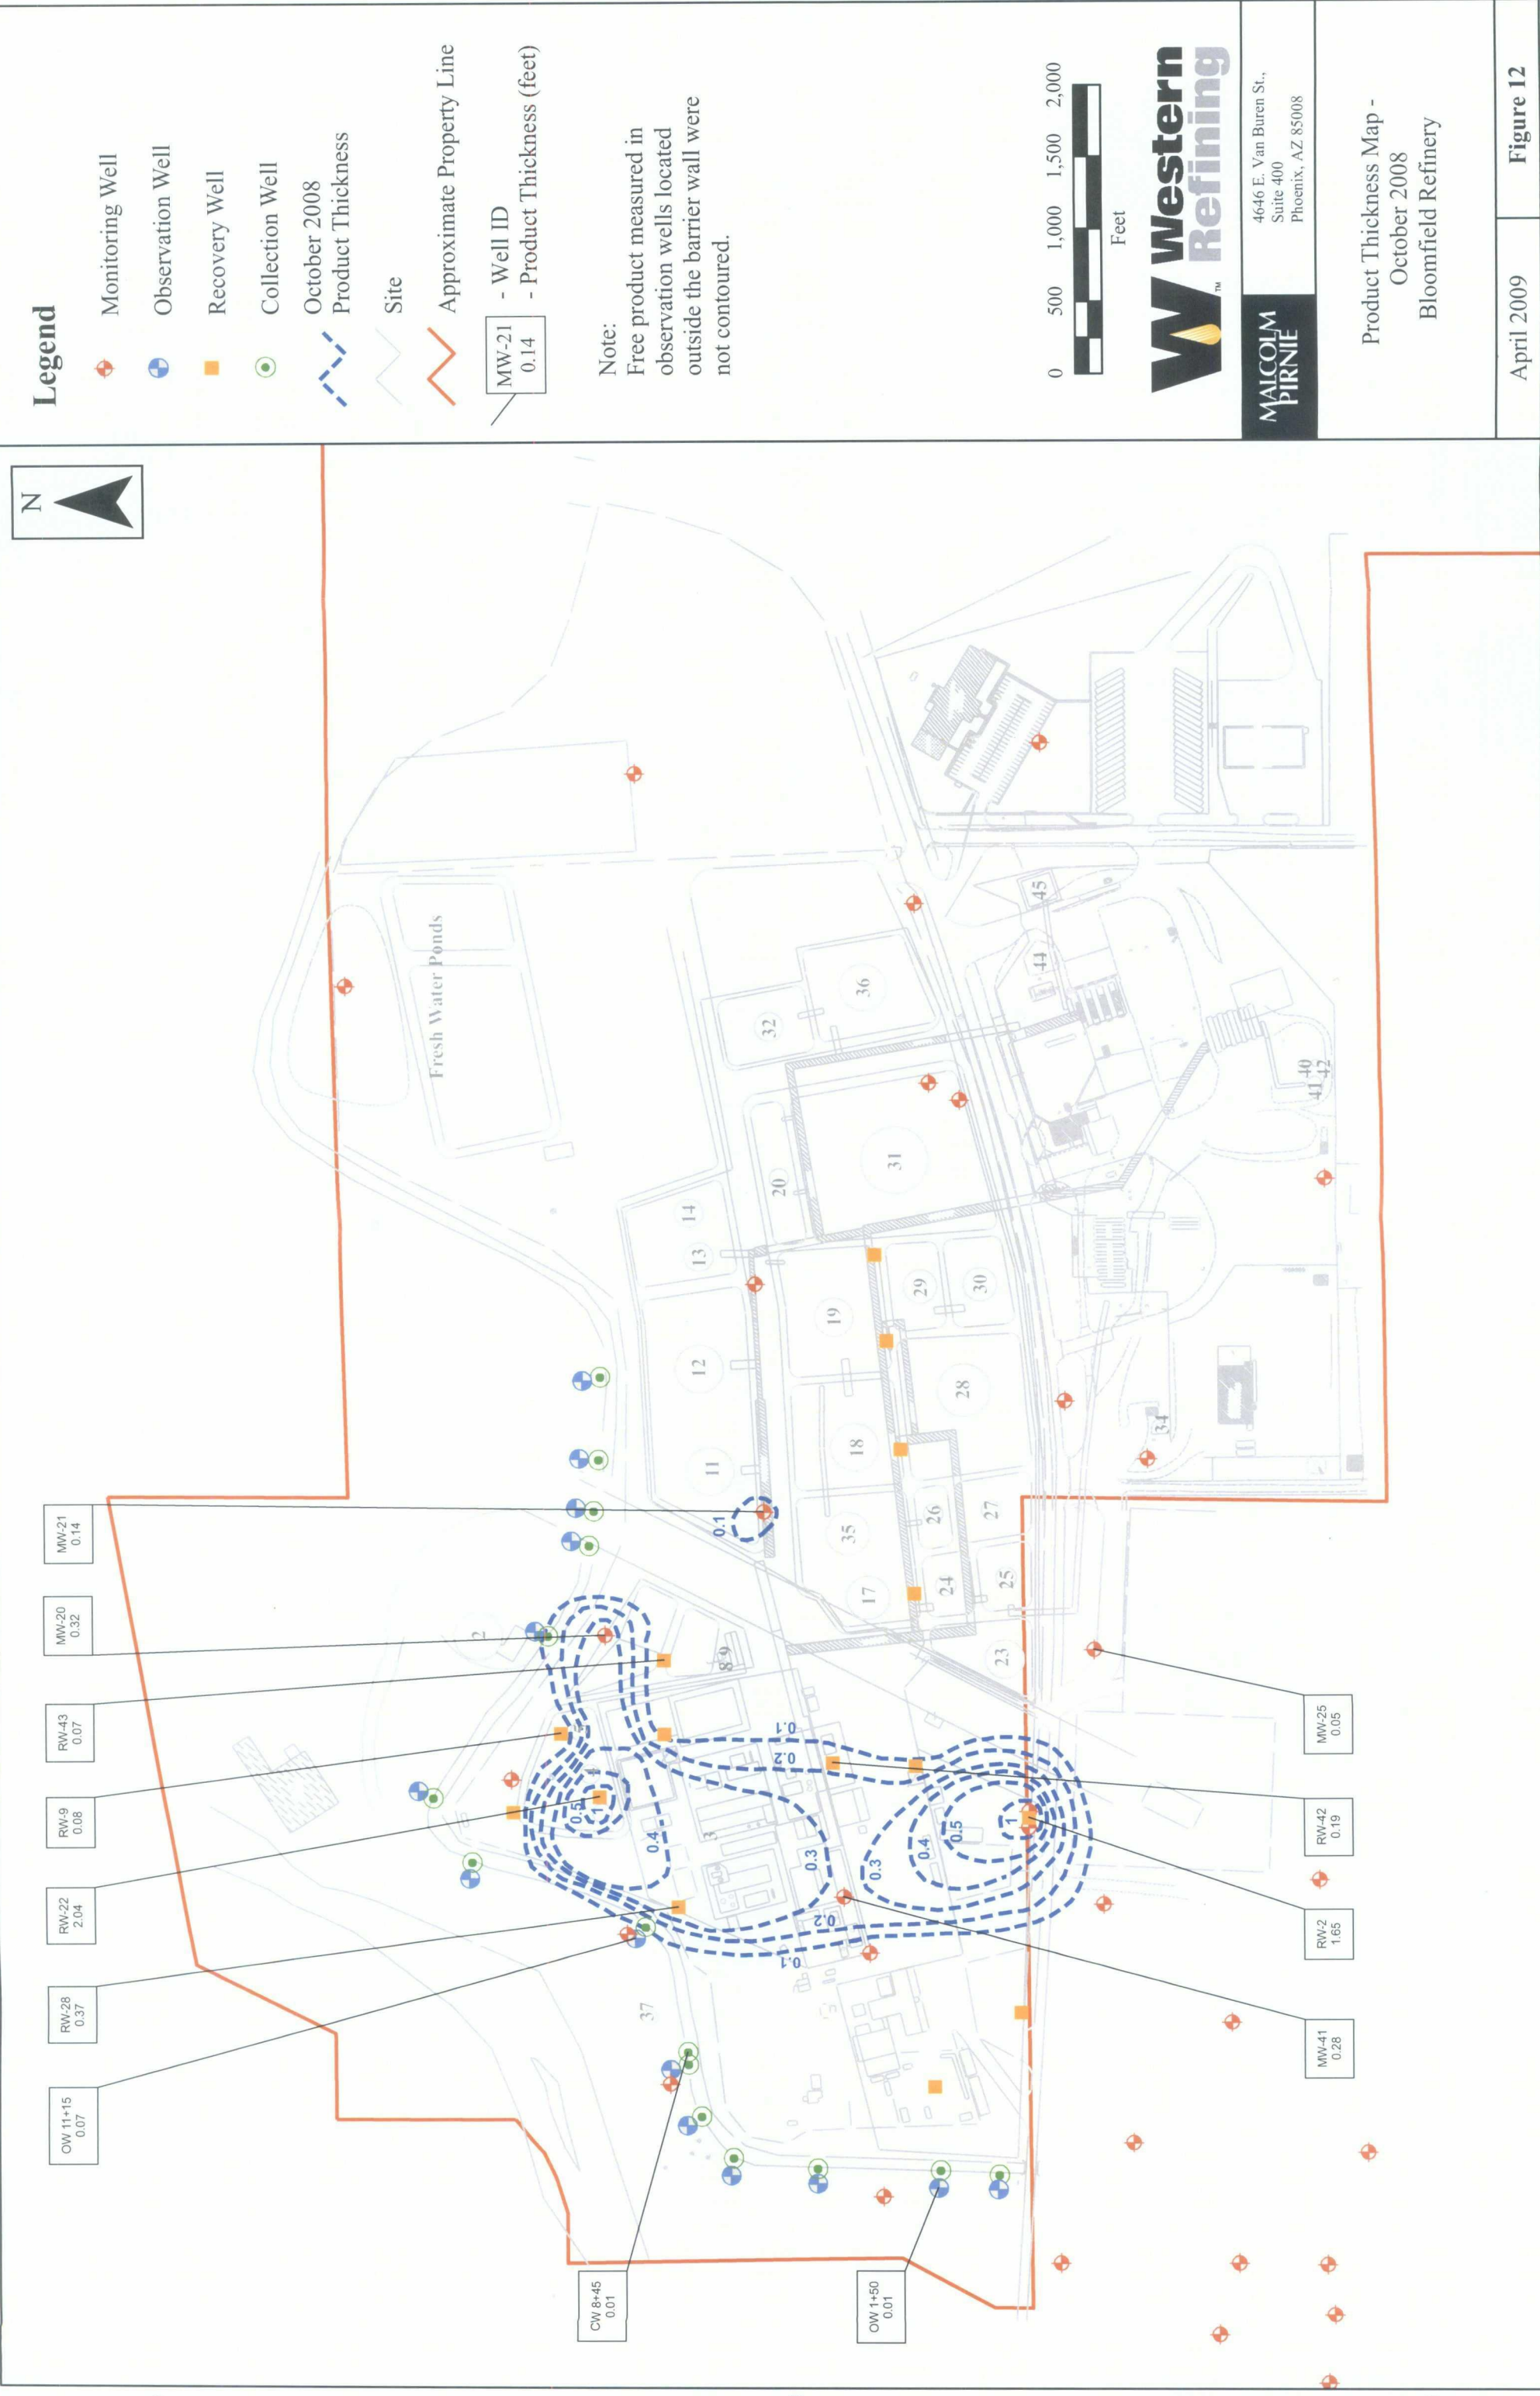 Legend
Monitoring Well
Observation Well
Recovery Well
Collection Well
October 2008
Product Thickness
Site
Approximate Property Line
MW-21
0.14
- Well ID
- Product Thickness (feet)
Note:
Free product measured in
observation wells located
outside the barrier wall were
not contoured.
0 500 1,000 1,500 2,000
Feet
W Western
Refining
TM
MALCOLM
PIRNIE
4646 E. Van Buren St.,
Suite 400
Phoenix, AZ 85008
Product Thickness Map -
October 2008
Bloomfield Refinery
April 2009
Figure 12
N
OW 11+15
0.07
RW-28
0.37
RW-22
2.04
RW-9
0.08
RW-43
0.07
MW-20
0.32
MW-21
0.14
CW 8+45
0.01
OW 1+50
0.01
MW-41
0.28
RW-2
1.65
RW-42
0.19
MW-25
0.05
Fresh Water Ponds
2
3
4
5
8 9
11
12
13
14
17
18
19
20
23
24
25
26
27
28
29
30
31
32
34
35
36
37
40
41
42
44
45
0.1
0.5
1
0.4
0.3
0.2
0.1
0.2
0.1
0.3
0.4
0.5
1